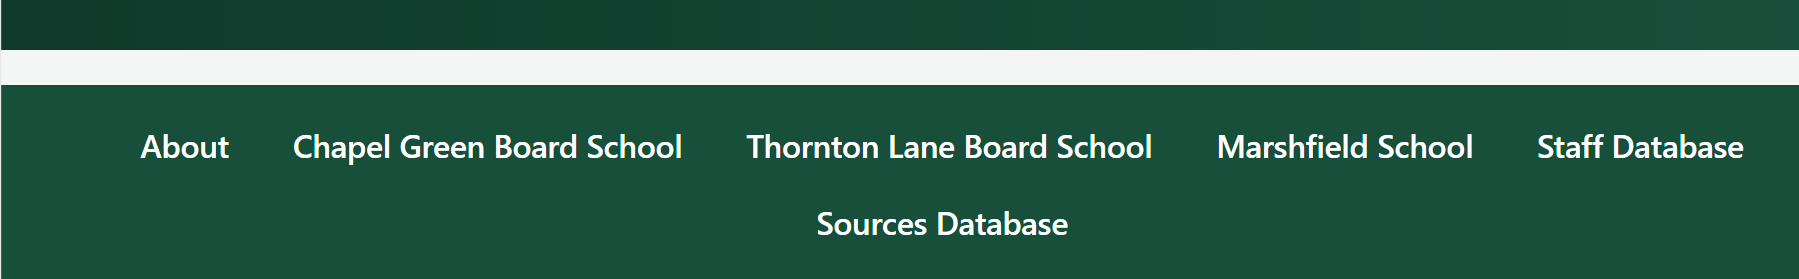 About Chapel Green Board School Thornton Lane Board School Marshfield School Staff Database
Sources Database